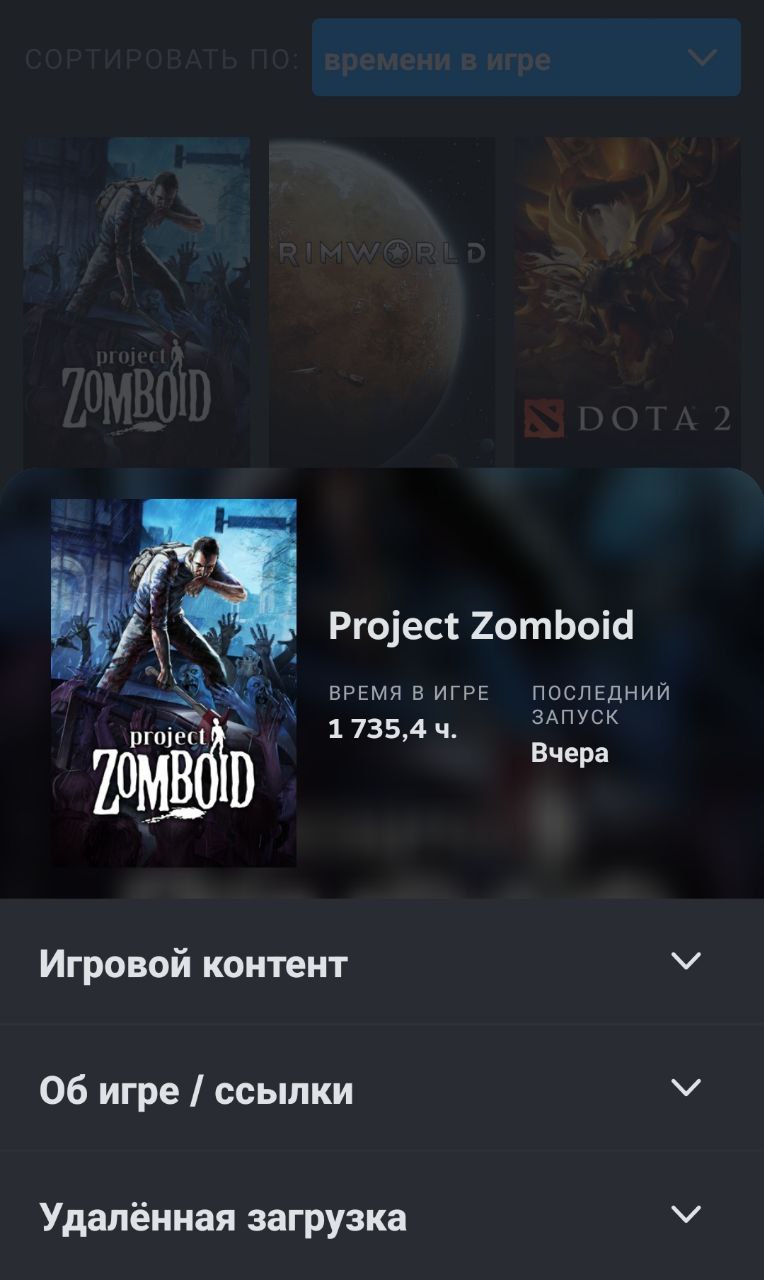 СОРТИРОВАТЬ ПО: времени в игре
project
ZOMBOID
RIMWORLD
DOTA 2
project
ZOMBOID
Project Zomboid
ВРЕМЯ В ИГРЕ
1 735,4 ч.
ПОСЛЕДНИЙ
ЗАПУСК
Вчера
Игровой контент
Об игре / ссылки
Удалённая загрузка